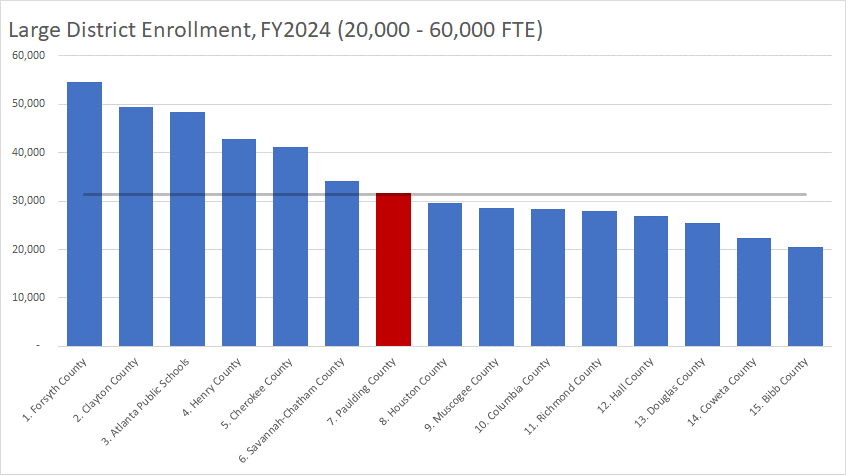 Large District Enrollment, FY2024 (20,000 - 60,000 FTE)
60,000
50,000
40,000
30,000
20,000
10,000
-
1. Forsyth County
2. Clayton County
3. Atlanta Public Schools
4. Henry County
5. Cherokee County
6. Savannah-Chatham County
7. Paulding County
8. Houston County
9. Muscogee County
10. Columbia County
11. Richmond County
12. Hall County
13. Douglas County
14. Coweta County
15. Bibb County